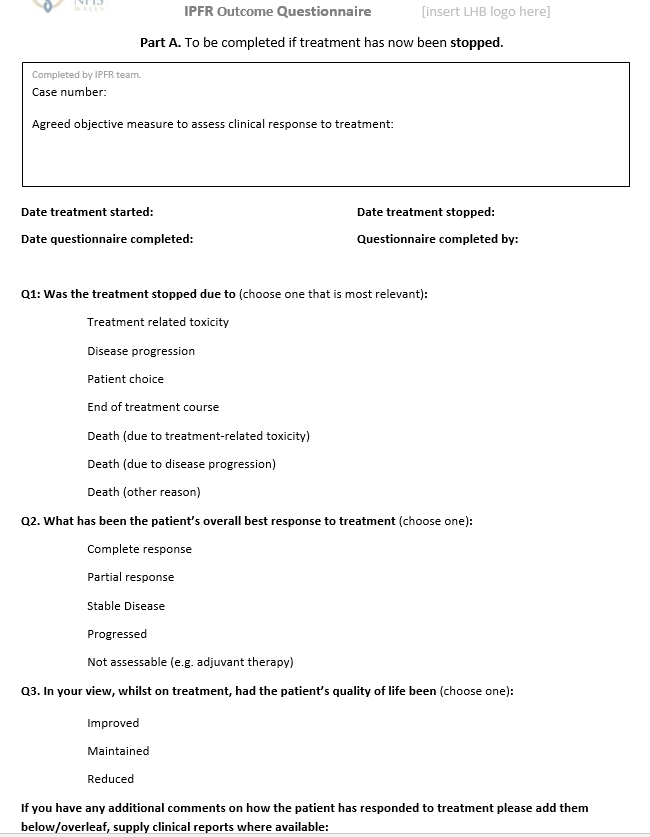 NHS
WALES
IPFR Outcome Questionnaire [insert LHB logo here]
Part A. To be completed if treatment has now been stopped.
Completed by IPFR team.
Case number:
Agreed objective measure to assess clinical response to treatment:
Date treatment started: Date treatment stopped:
Date questionnaire completed: Questionnaire completed by:
Q1: Was the treatment stopped due to (choose one that is most relevant):
Treatment related toxicity
Disease progression
Patient choice
End of treatment course
Death (due to treatment-related toxicity)
Death (due to disease progression)
Death (other reason)
Q2. What has been the patient’s overall best response to treatment (choose one):
Complete response
Partial response
Stable Disease
Progressed
Not assessable (e.g. adjuvant therapy)
Q3. In your view, whilst on treatment, had the patient’s quality of life been (choose one):
Improved
Maintained
Reduced
If you have any additional comments on how the patient has responded to treatment please add them
below/overleaf, supply clinical reports where available: